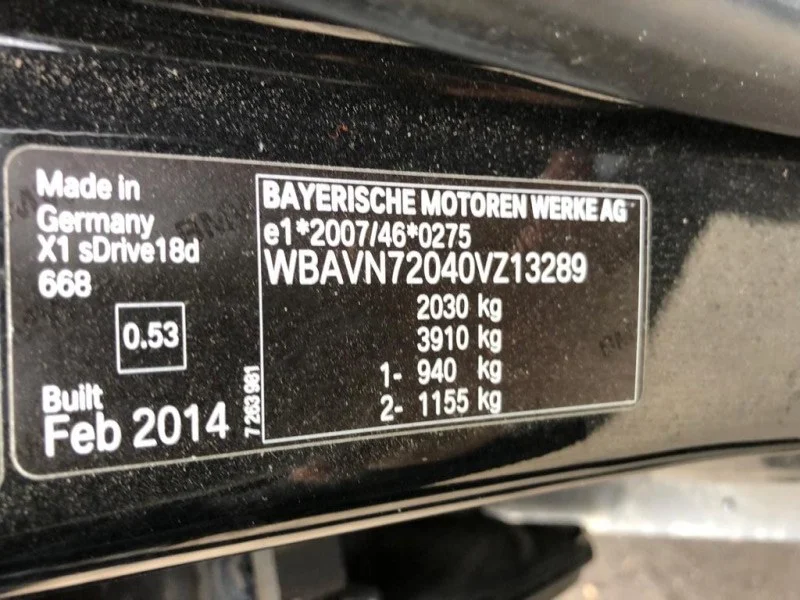 Made in
Germany
X1 sDrive18d
668
0.53
Built
Feb 2014
7 263 981
BAYERISCHE MOTOREN WERKE AG
e1*2007/46*0275
WBAVN72040VZ13289
2030 kg
3910 kg
1- 940 kg
2- 1155 kg